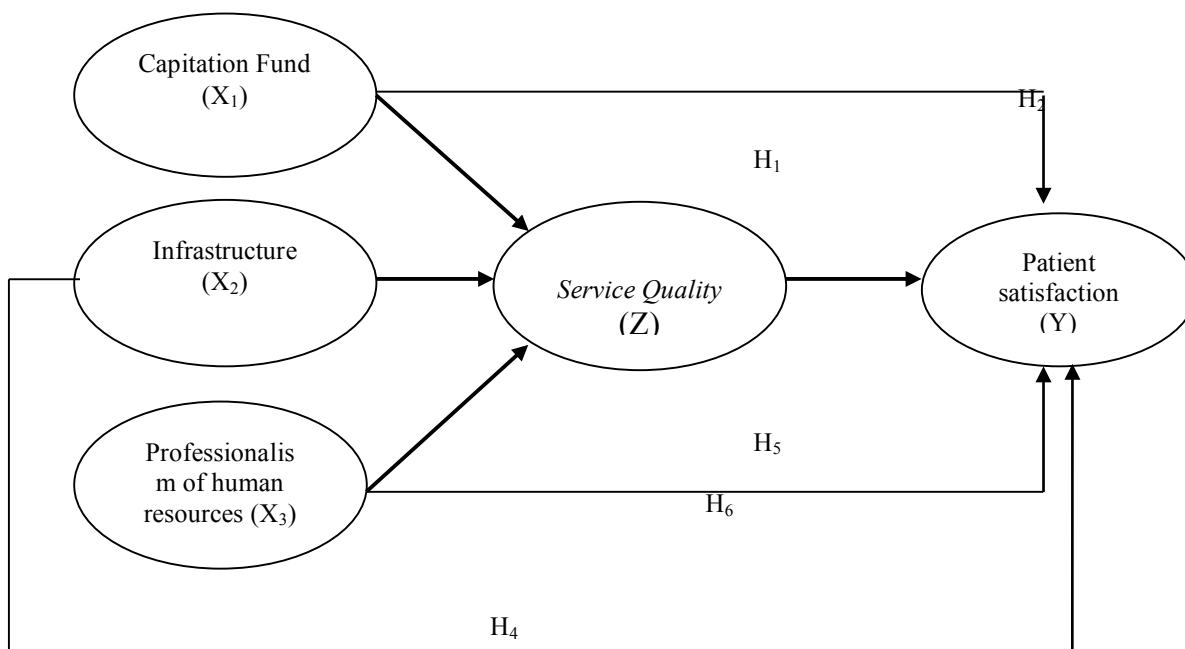 Capitation Fund
(X₁)
H₂
H₁
Infrastructure
(X₂)
Service Quality
(Z)
Patient
satisfaction
(Y)
Professionalis
m of human
resources (X₃)
H₅
H₆
H₄